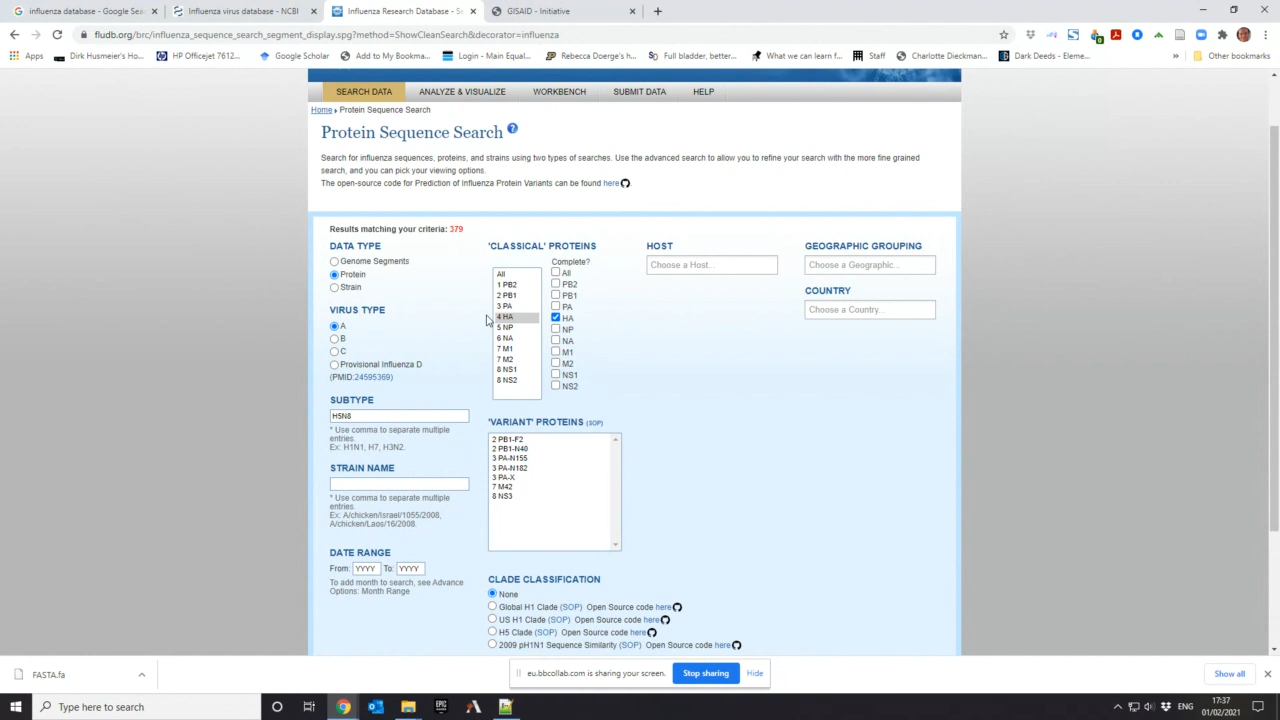 influenza database - Google Sea
Influenza virus database - NCBI
Influenza Research Database - Se
GISAID - Initiative
fludb.org/brc/influenza_sequence_search_segment_display.spg?method=ShowCleanSearch&decorator=influenza
Apps
Dirk Husmeier's Ho...
HP Officejet 7612...
Google Scholar
Add to My Bookma...
Login - Main Equal...
Rebecca Doerge's h...
Full bladder, better...
What we can learn f...
Staff
Charlotte Dieckman...
Dark Deeds - Eleme...
»
Other bookmarks
SEARCH DATA
ANALYZE & VISUALIZE
WORKBENCH
SUBMIT DATA
HELP
Home Protein Sequence Search
Protein Sequence Search
Search for influenza sequences, proteins, and strains using two types of searches. Use the advanced search to allow you to refine your search with the more fine grained
search, and you can pick your viewing options.
The open-source code for Prediction of Influenza Protein Variants can be found here.
Results matching your criteria: 379
DATA TYPE
Genome Segments
Protein
Strain
VIRUS TYPE
A
B
C
Provisional Influenza D
(PMID:24595369)
SUBTYPE
H5N8
* Use comma to separate multiple
entries.
Ex: H1N1, H7, H3N2.
STRAIN NAME
* Use comma to separate multiple
entries.
Ex: A/chicken/Israel/1055/2008,
A/chicken/Laos/16/2008.
DATE RANGE
From: YYYY To: YYYY
To add month to search, see Advance
Options: Month Range
'CLASSICAL' PROTEINS
All
1 PB2
2 PB1
3 PA
4 HA
5 NP
6 NA
7 M1
7 M2
8 NS1
8 NS2
Complete?
All
PB2
PB1
PA
HA
NP
NA
M1
M2
NS1
NS2
'VARIANT' PROTEINS (SOP)
2 PB1-F2
2 PB1-N40
3 PA-N155
3 PA-N182
3 PA-X
7 M42
8 NS3
CLADE CLASSIFICATION
None
Global H1 Clade (SOP) Open Source code here
US H1 Clade (SOP) Open Source code here
H5 Clade (SOP) Open Source code here
2009 pH1N1 Sequence Similarity (SOP) Open Source code here
HOST
Choose a Host...
GEOGRAPHIC GROUPING
Choose a Geographic...
COUNTRY
Choose a Country...
FASTA.fa
eu.bbcollab.com is sharing your screen.
Stop sharing
Hide
Show all
Type here to search
EPIC
GAMES
ENG
17:37
01/02/2021